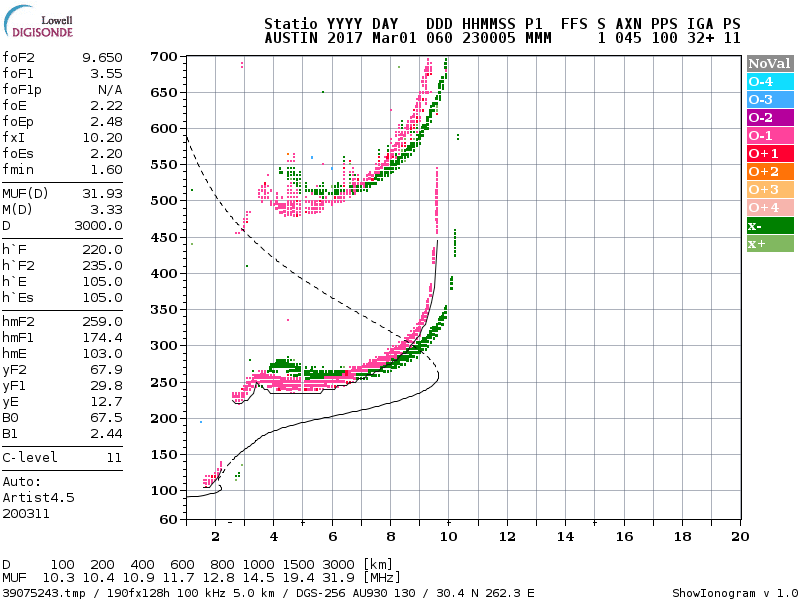 Lowell
DIGISONDE
Statio YYYY DAY DDD HHMMSS P1 FFS S AXN PPS IGA PS
AUSTIN 2017 Mar01 060 230005 MMM 1 045 100 32+ 11
foF2 9.650
foF1 3.55
foF1p N/A
foE 2.22
foEp 2.48
fxI 10.20
foEs 2.20
fmin 1.60
MUF(D) 31.93
M(D) 3.33
D 3000.0
h`F 220.0
h`F2 235.0
h`E 105.0
h`Es 105.0
hmF2 259.0
hmF1 174.4
hmE 103.0
yF2 67.9
yF1 29.8
yE 12.7
B0 67.5
B1 2.44
C-level 11
Auto:
Artist4.5
200311
700
650
600
550
500
450
400
350
300
250
200
150
100
60
2 4 6 8 10 12 14 16 18 20
NoVal
O-4
O-3
O-2
O-1
O+1
O+2
O+3
O+4
X-
X+
D 100 200 400 600 800 1000 1500 3000 [km]
MUF 10.3 10.4 10.9 11.7 12.8 14.5 19.4 31.9 [MHz]
39075243.tmp / 190fx128h 100 kHz 5.0 km / DGS-256 AU930 130 / 30.4 N 262.3 E
ShowIonogram v 1.0